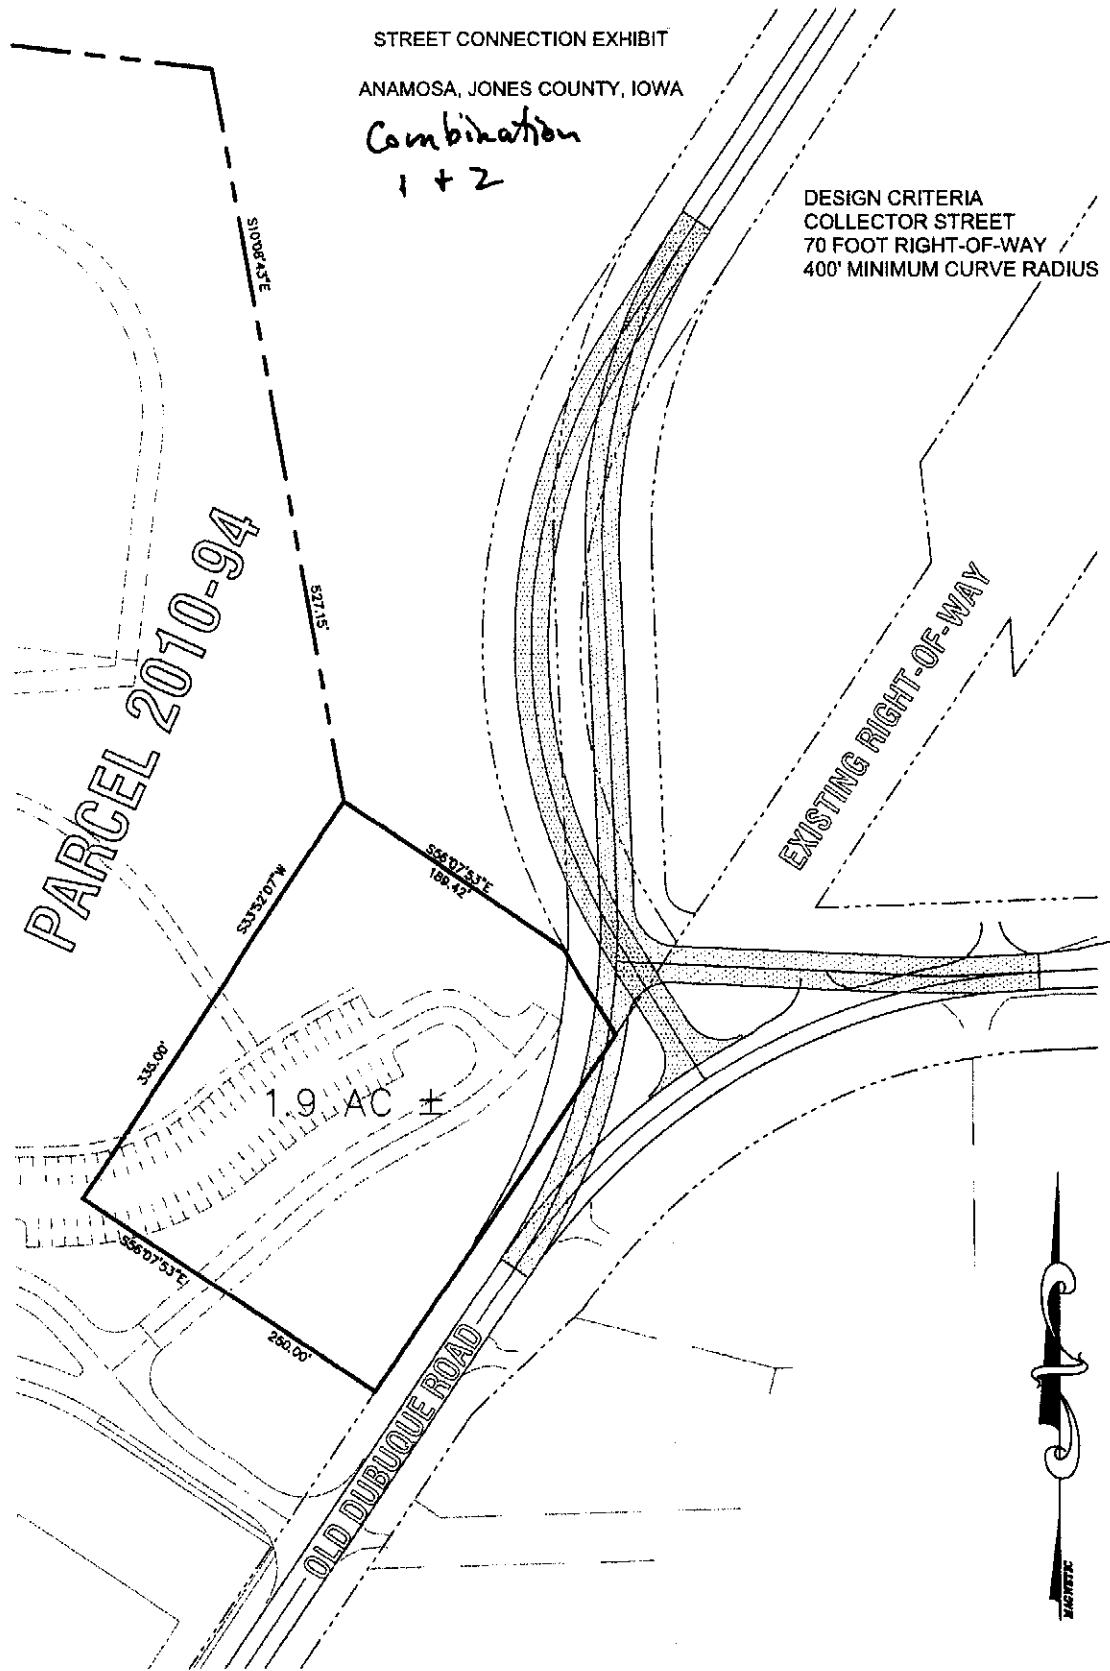 STREET CONNECTION EXHIBIT
ANAMOSA, JONES COUNTY, IOWA
Combination
1 + 2
DESIGN CRITERIA
COLLECTOR STREET
70 FOOT RIGHT-OF-WAY
400' MINIMUM CURVE RADIUS
S10°08'43"E
527.15'
PARCEL 2010-94
EXISTING RIGHT-OF-WAY
S56°07'53"E
189.42'
S33°52'07"W
335.00'
1.9 AC ±
S56°07'53"E
250.00'
OLD DUBUQUE ROAD
MAGNETIC